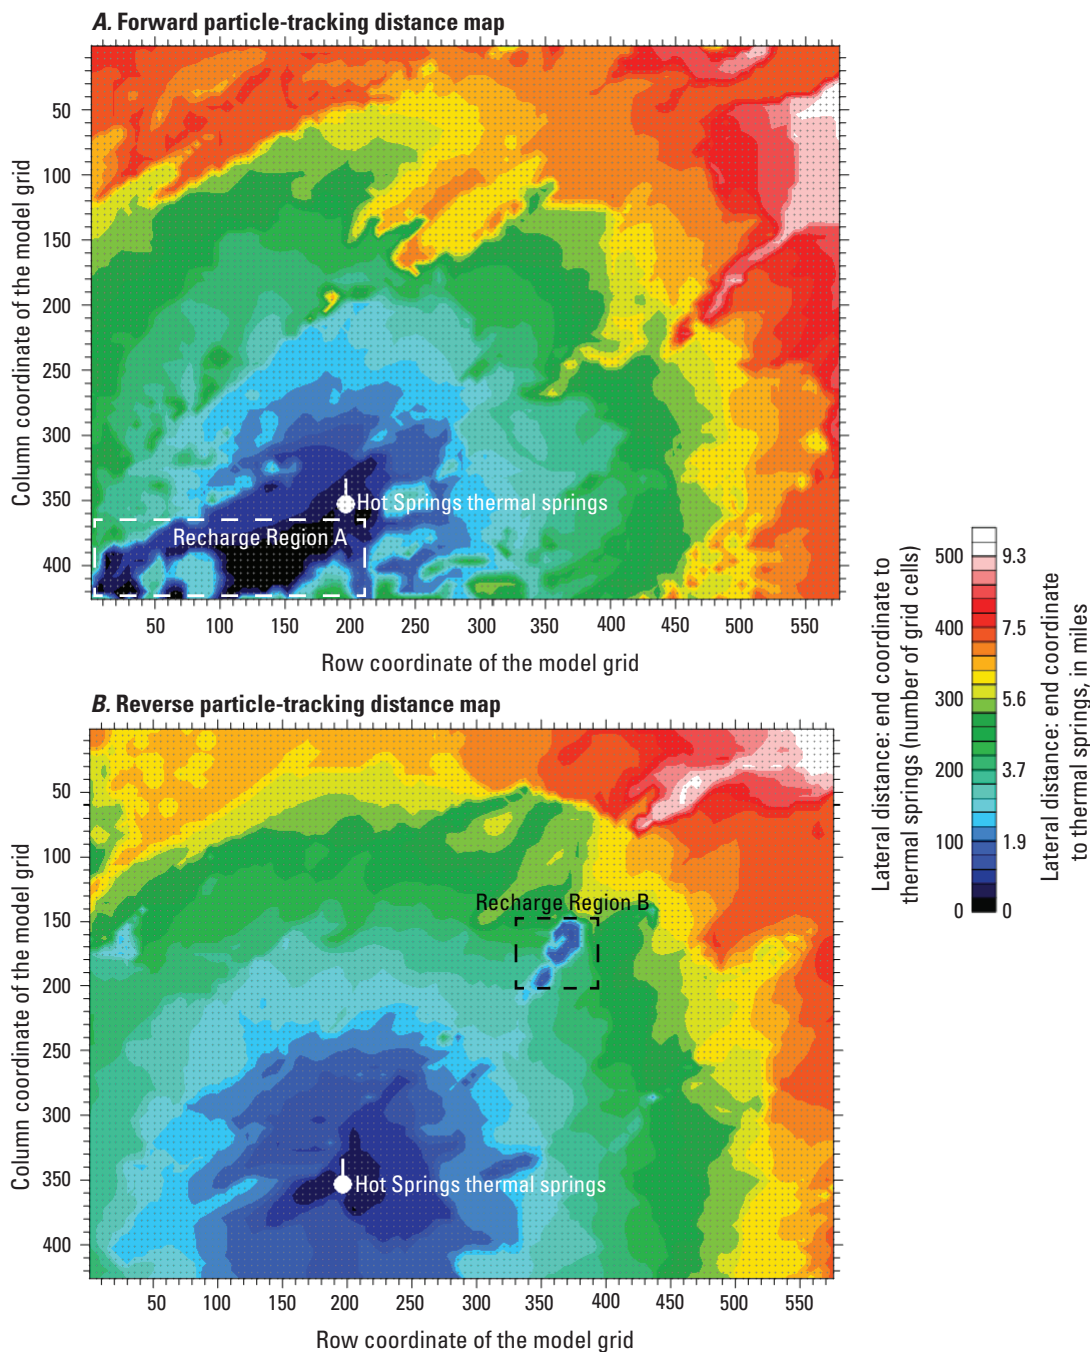 A. Forward particle-tracking distance map
50
100
150
200
250
300
350
400
Column coordinate of the model grid
Hot Springs thermal springs
Recharge Region A
50 100 150 200 250 300 350 400 450 500 550
Row coordinate of the model grid
B. Reverse particle-tracking distance map
50
100
150
200
250
300
350
400
Column coordinate of the model grid
Recharge Region B
Hot Springs thermal springs
50 100 150 200 250 300 350 400 450 500 550
Row coordinate of the model grid
Lateral distance: end coordinate to
thermal springs (number of grid cells)
500 9.3
400 7.5
300 5.6
200 3.7
100 1.9
0 0
Lateral distance: end coordinate
to thermal springs, in miles